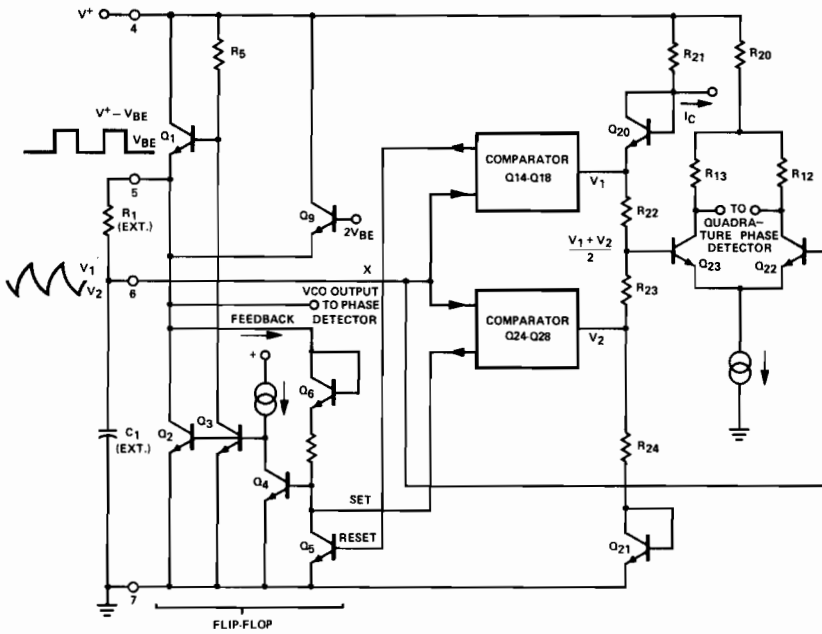 V+
4
R5
R21
R20
V+ – VBE
VBE
Q1
IC
Q20
COMPARATOR
Q14-Q18
V1
R13
R12
5
R1
(EXT.)
Q9
2VBE
R22
TO
QUADRA-
TURE PHASE
DETECTOR
V1 + V2
2
Q23
Q22
V1
V2
6
X
VCO OUTPUT
TO PHASE
DETECTOR
R23
FEEDBACK
COMPARATOR
Q24-Q28
V2
+
Q6
C1
(EXT.)
Q2
Q3
Q4
R24
SET
Q5
RESET
Q21
7
FLIP-FLOP